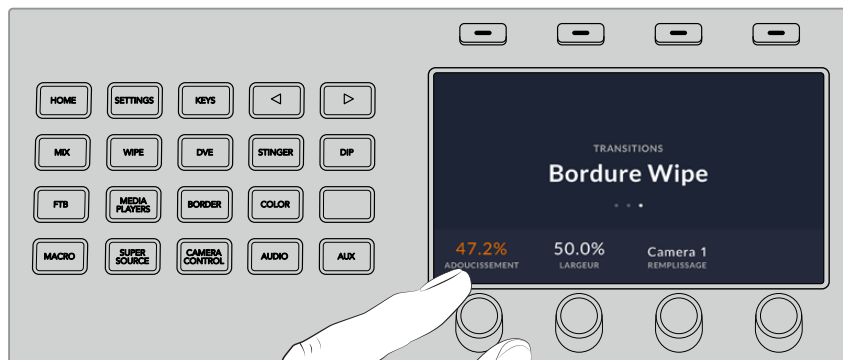 HOME SETTINGS KEYS
MIX WIPE DVE STINGER DIP
FTB MEDIA PLAYERS BORDER COLOR
MACRO SUPER SOURCE CAMERA CONTROL AUDIO AUX
TRANSITIONS
Bordure Wipe
47.2% 50.0% Camera 1
ADOUCISSEMENT LARGEUR REMPLISSAGE